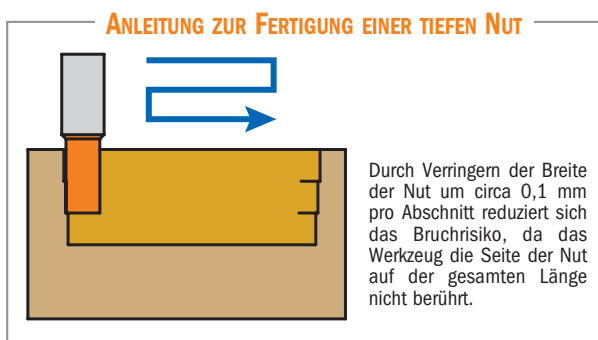 ANLEITUNG ZUR FERTIGUNG EINER TIEFEN NUT
Durch Verringern der Breite
der Nut um circa 0,1 mm
pro Abschnitt reduziert sich
das Bruchrisiko, da das
Werkzeug die Seite der Nut
auf der gesamten Länge
nicht berührt.